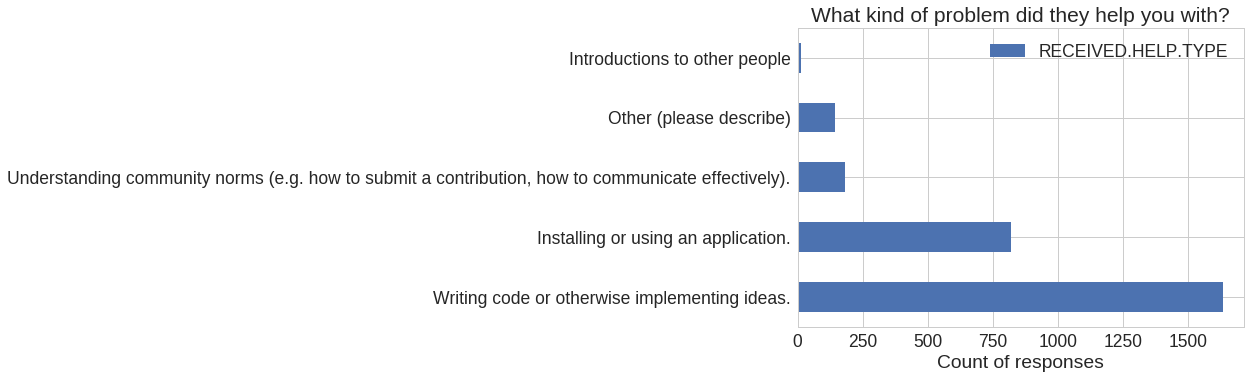 What kind of problem did they help you with?
RECEIVED.HELP.TYPE
Introductions to other people
Other (please describe)
Understanding community norms (e.g. how to submit a contribution, how to communicate effectively).
Installing or using an application.
Writing code or otherwise implementing ideas.
0 250 500 750 1000 1250 1500
Count of responses